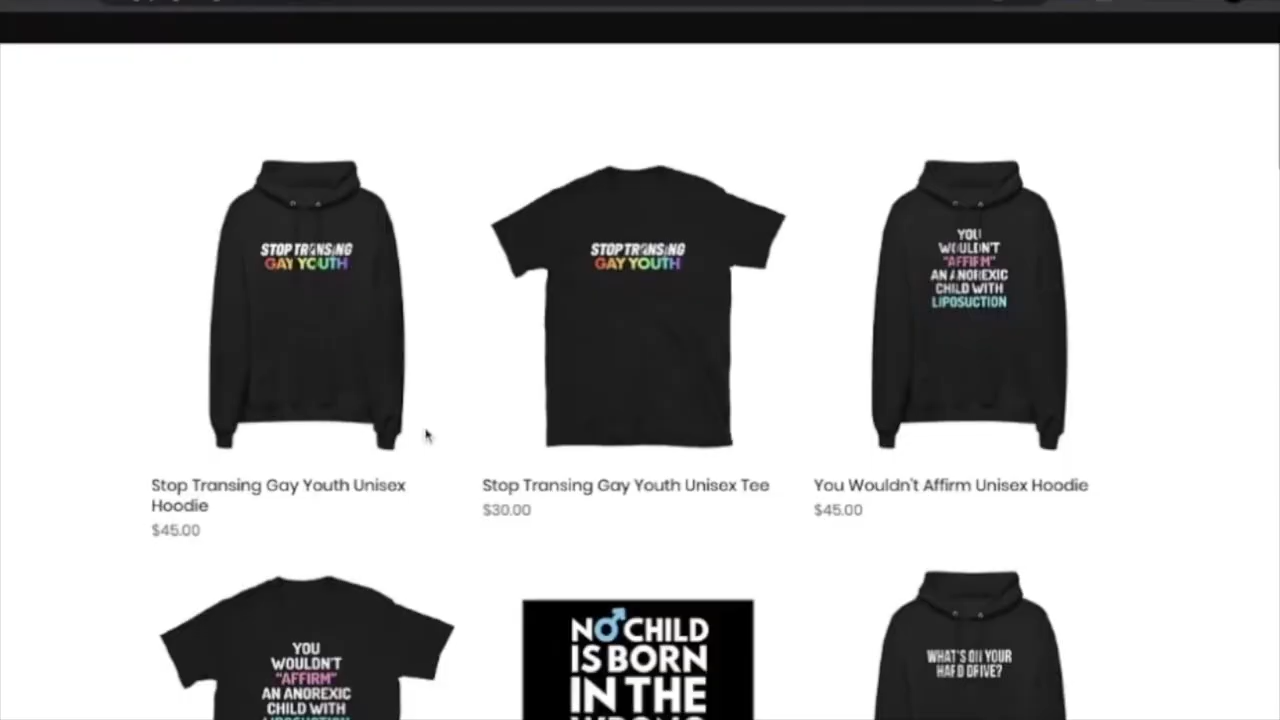 STOP TRANSING
GAY YOUTH
STOP TRANSING
GAY YOUTH
YOU
WOULDN'T
"AFFIRM"
AN ANOREXIC
CHILD WITH
LIPOSUCTION
Stop Transing Gay Youth Unisex
Hoodie
$45.00
Stop Transing Gay Youth Unisex Tee
$30.00
You Wouldn't Affirm Unisex Hoodie
$45.00
YOU
WOULDN'T
"AFFIRM"
AN ANOREXIC
CHILD WITH
LIPOSUCTION
NO CHILD
IS BORN
IN THE
WRONG
WHAT'S ON YOUR
HARD DRIVE?